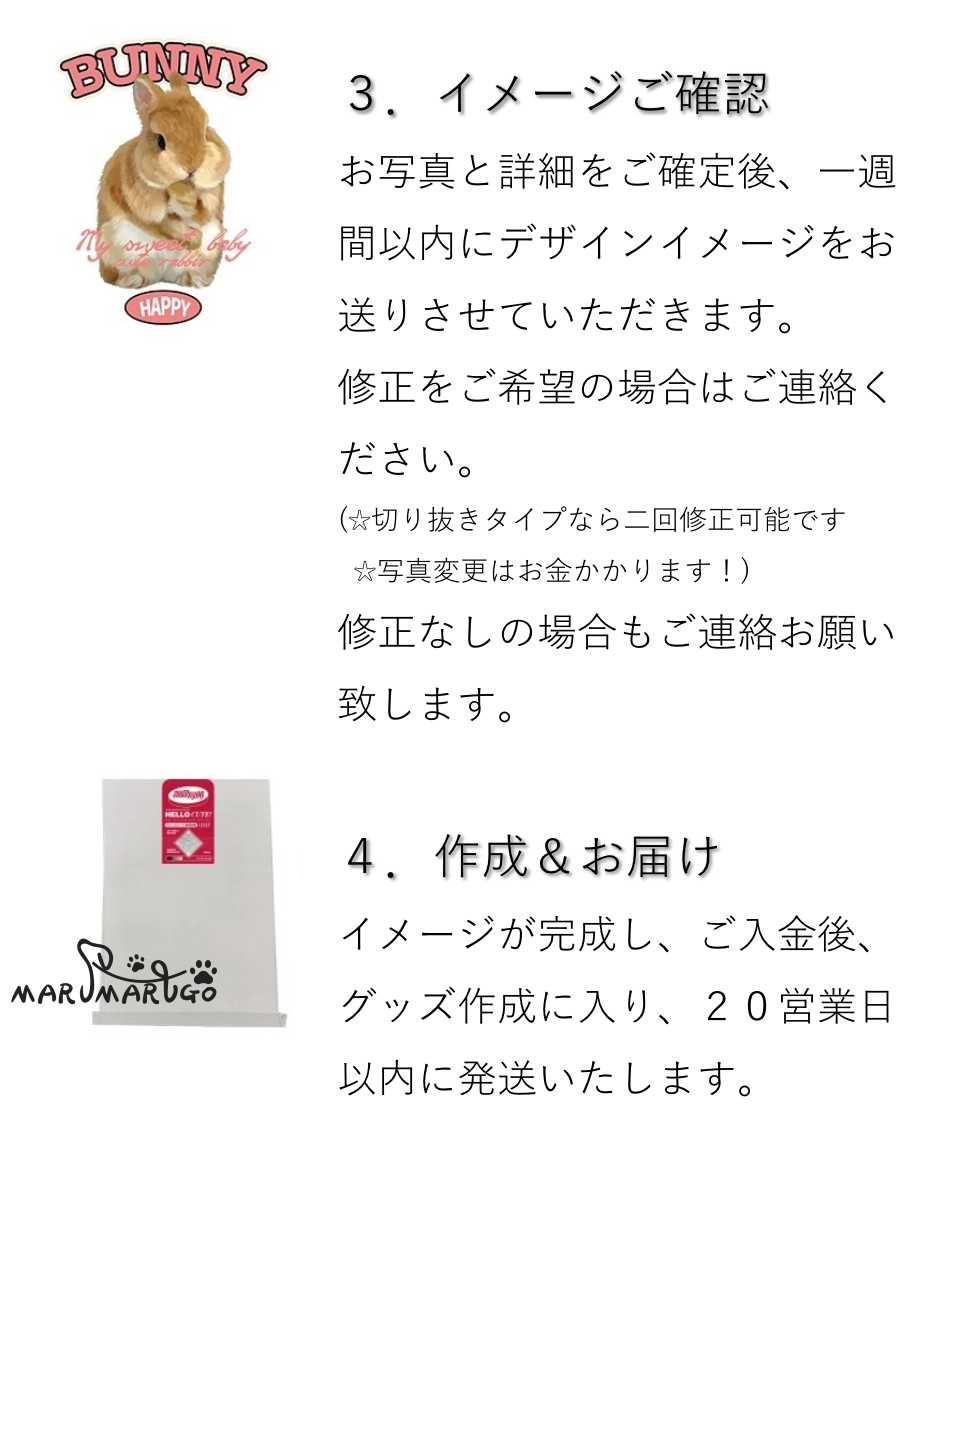 BUNNY
My sweet baby
cute rabbit
HAPPY
３．イメージご確認
お写真と詳細をご確定後、一週
間以内にデザインイメージをお
送りさせていただきます。
修正をご希望の場合はご連絡く
ださい。
(☆切り抜きタイプなら二回修正可能です
☆写真変更はお金かかります！)
修正なしの場合もご連絡お願い
致します。
HELLO
MARUMARUGO
４．作成＆お届け
イメージが完成し、ご入金後、
グッズ作成に入り、２０営業日
以内に発送いたします。